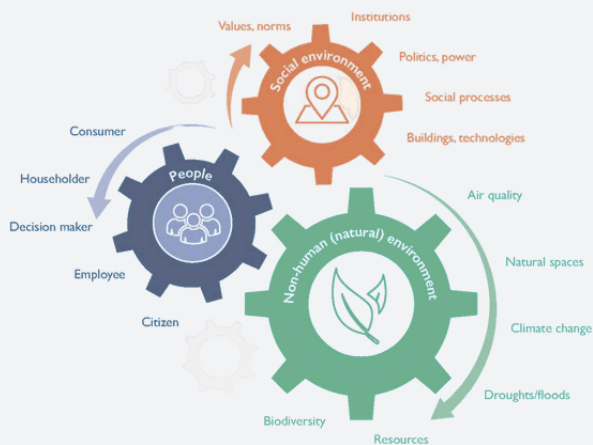 Institutions
Values, norms
Social environment
Politics, power
Social processes
Buildings, technologies
Consumer
People
Householder
Decision maker
Employee
Citizen
Air quality
Non-human (natural) environment
Natural spaces
Climate change
Droughts/floods
Biodiversity
Resources